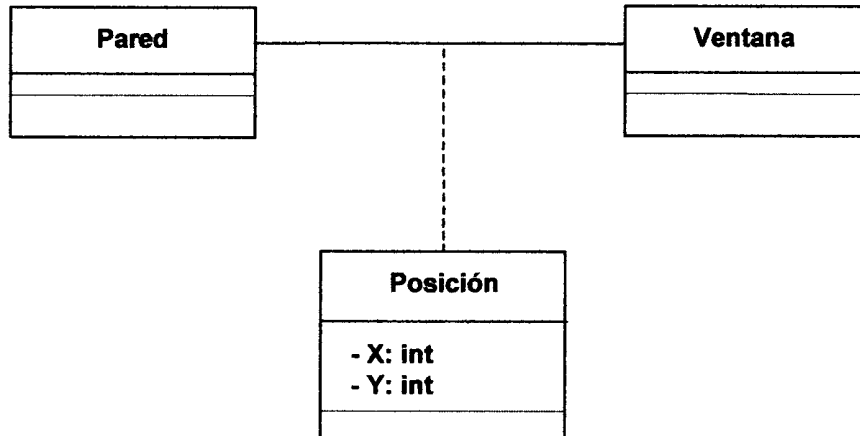 Pared
Ventana
Posición
- X: int
- Y: int